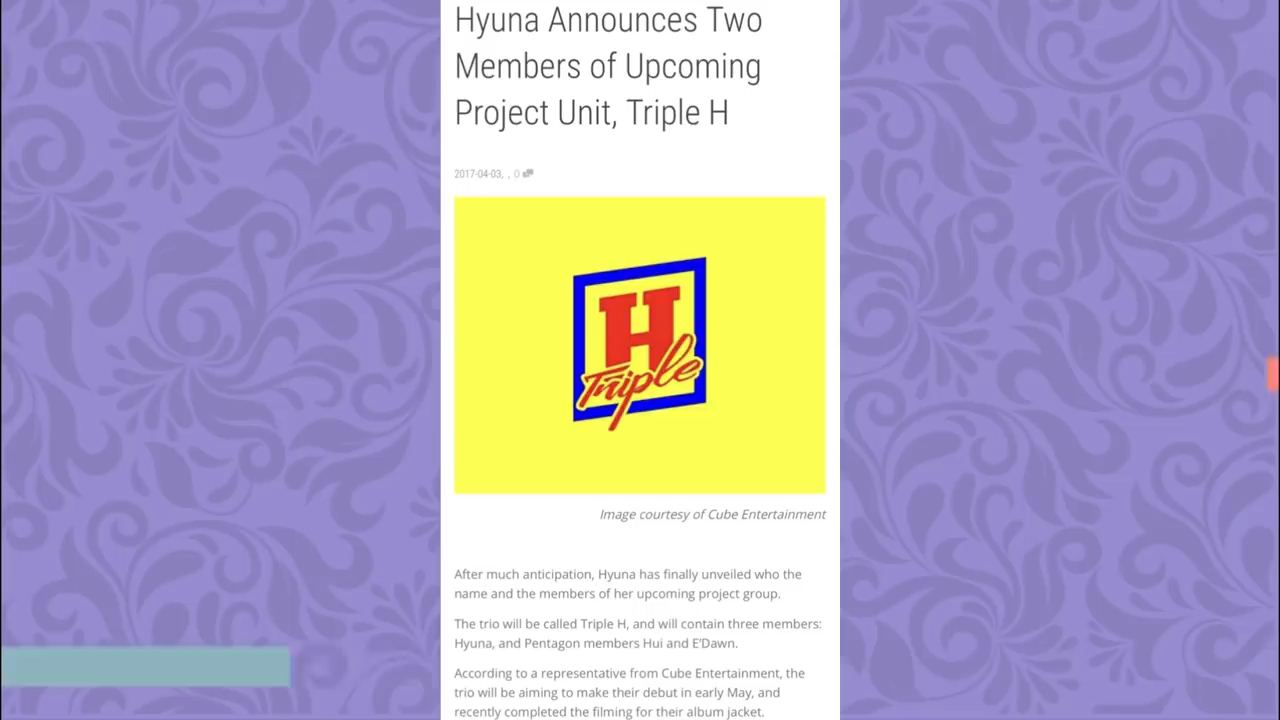 Hyuna Announces Two
Members of Upcoming
Project Unit, Triple H
2017-04-03, , 0
H
Triple
Image courtesy of Cube Entertainment
After much anticipation, Hyuna has finally unveiled who the
name and the members of her upcoming project group.
The trio will be called Triple H, and will contain three members:
Hyuna, and Pentagon members Hui and E'Dawn.
According to a representative from Cube Entertainment, the
trio will be aiming to make their debut in early May, and
recently completed the filming for their album jacket.